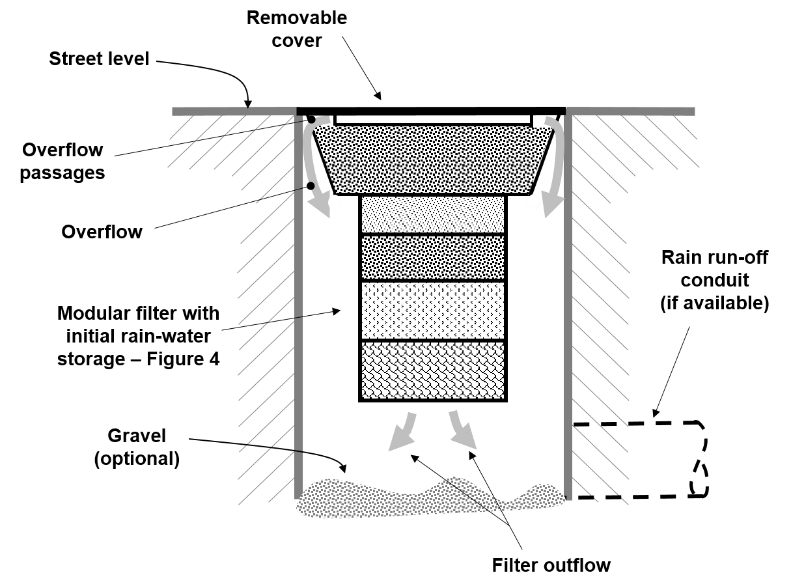 Removable
cover
Street level
Overflow
passages
Overflow
Rain run-off
conduit
(if available)
Modular filter with
initial rain-water
storage – Figure 4
Gravel
(optional)
Filter outflow